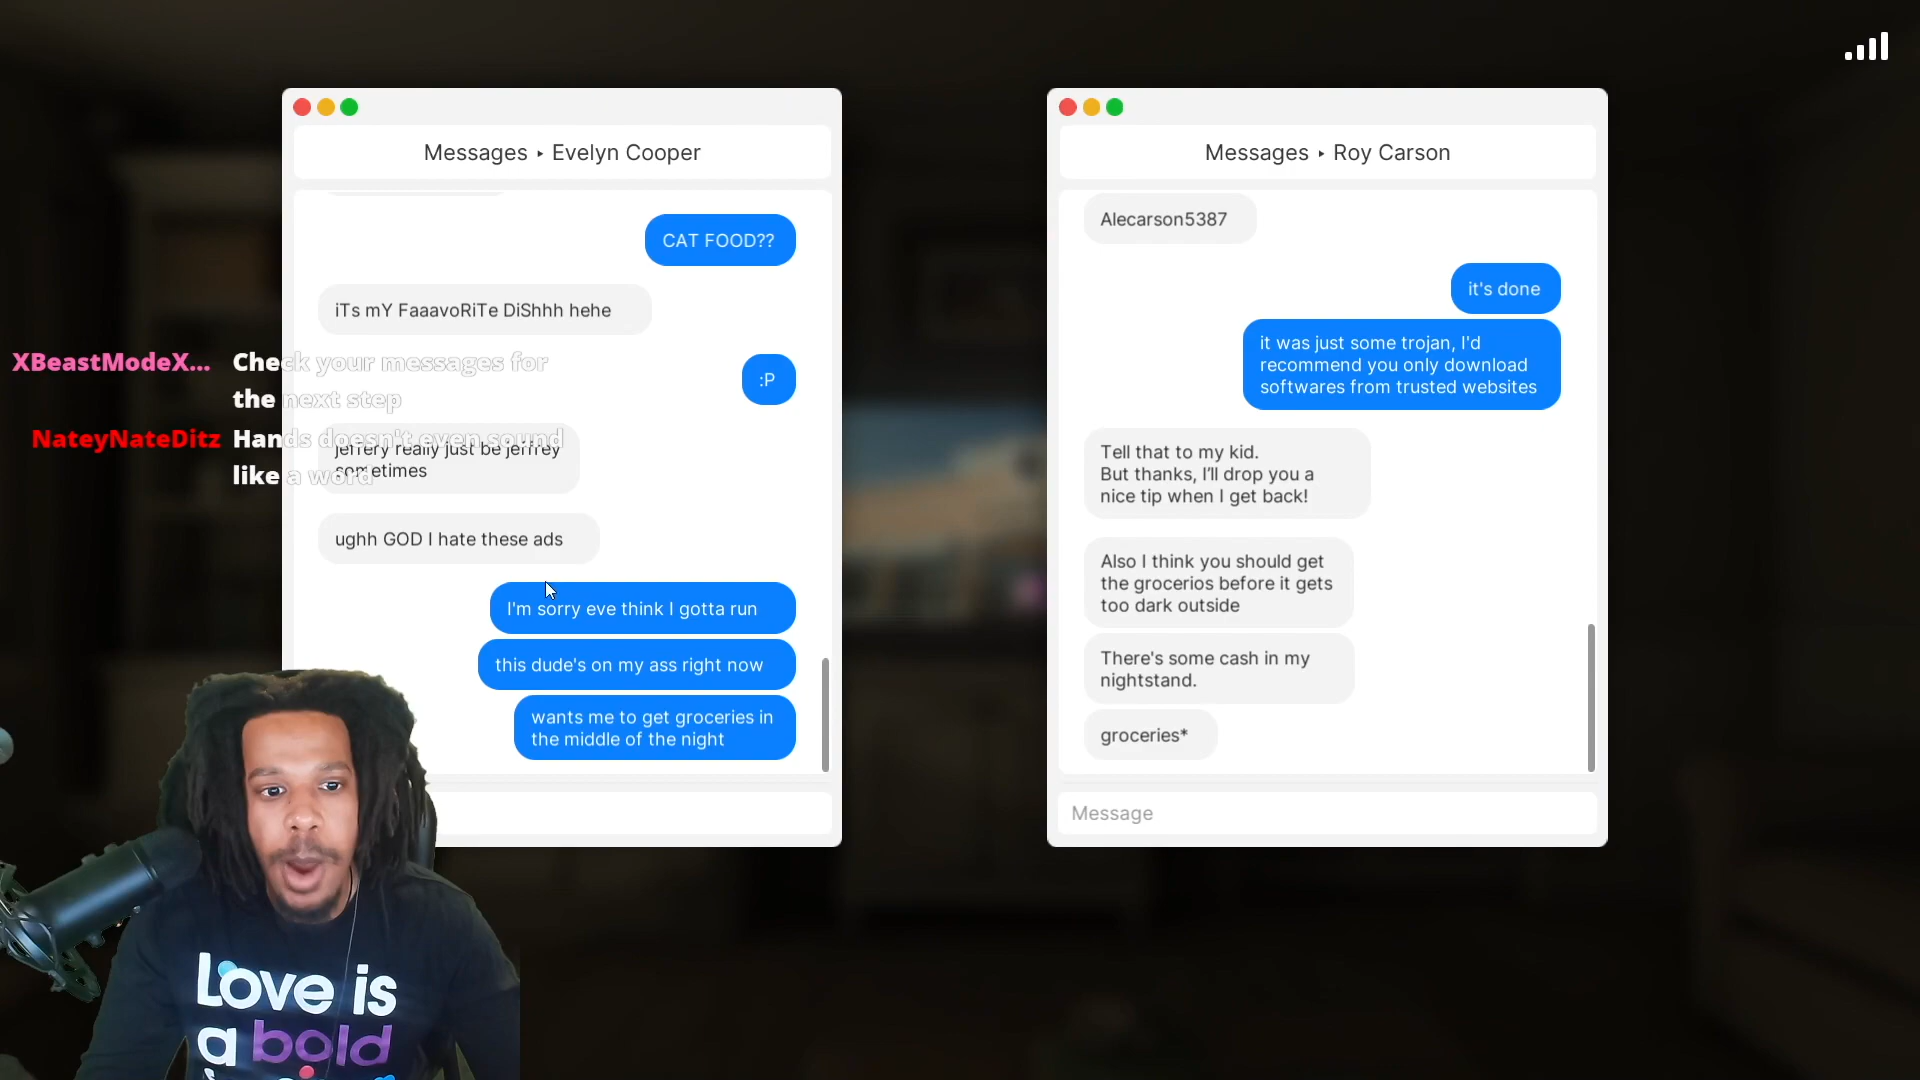 Messages ▸ Evelyn Cooper
CAT FOOD??
iTs mY FaaavoRiTe DiShhh hehe
:P
jeffery really just be jeffrey
sometimes
ughh GOD I hate these ads
I'm sorry eve think I gotta run
this dude's on my ass right now
wants me to get groceries in
the middle of the night
XBeastModeX... Check your messages for
the next step
NateyNateDitz Hands doesn't even sound
like a word
Messages ▸ Roy Carson
Alecarson5387
it's done
it was just some trojan, I'd
recommend you only download
softwares from trusted websites
Tell that to my kid.
But thanks, I'll drop you a
nice tip when I get back!
Also I think you should get
the grocerios before it gets
too dark outside
There's some cash in my
nightstand.
groceries*
Message
Love is
a bold